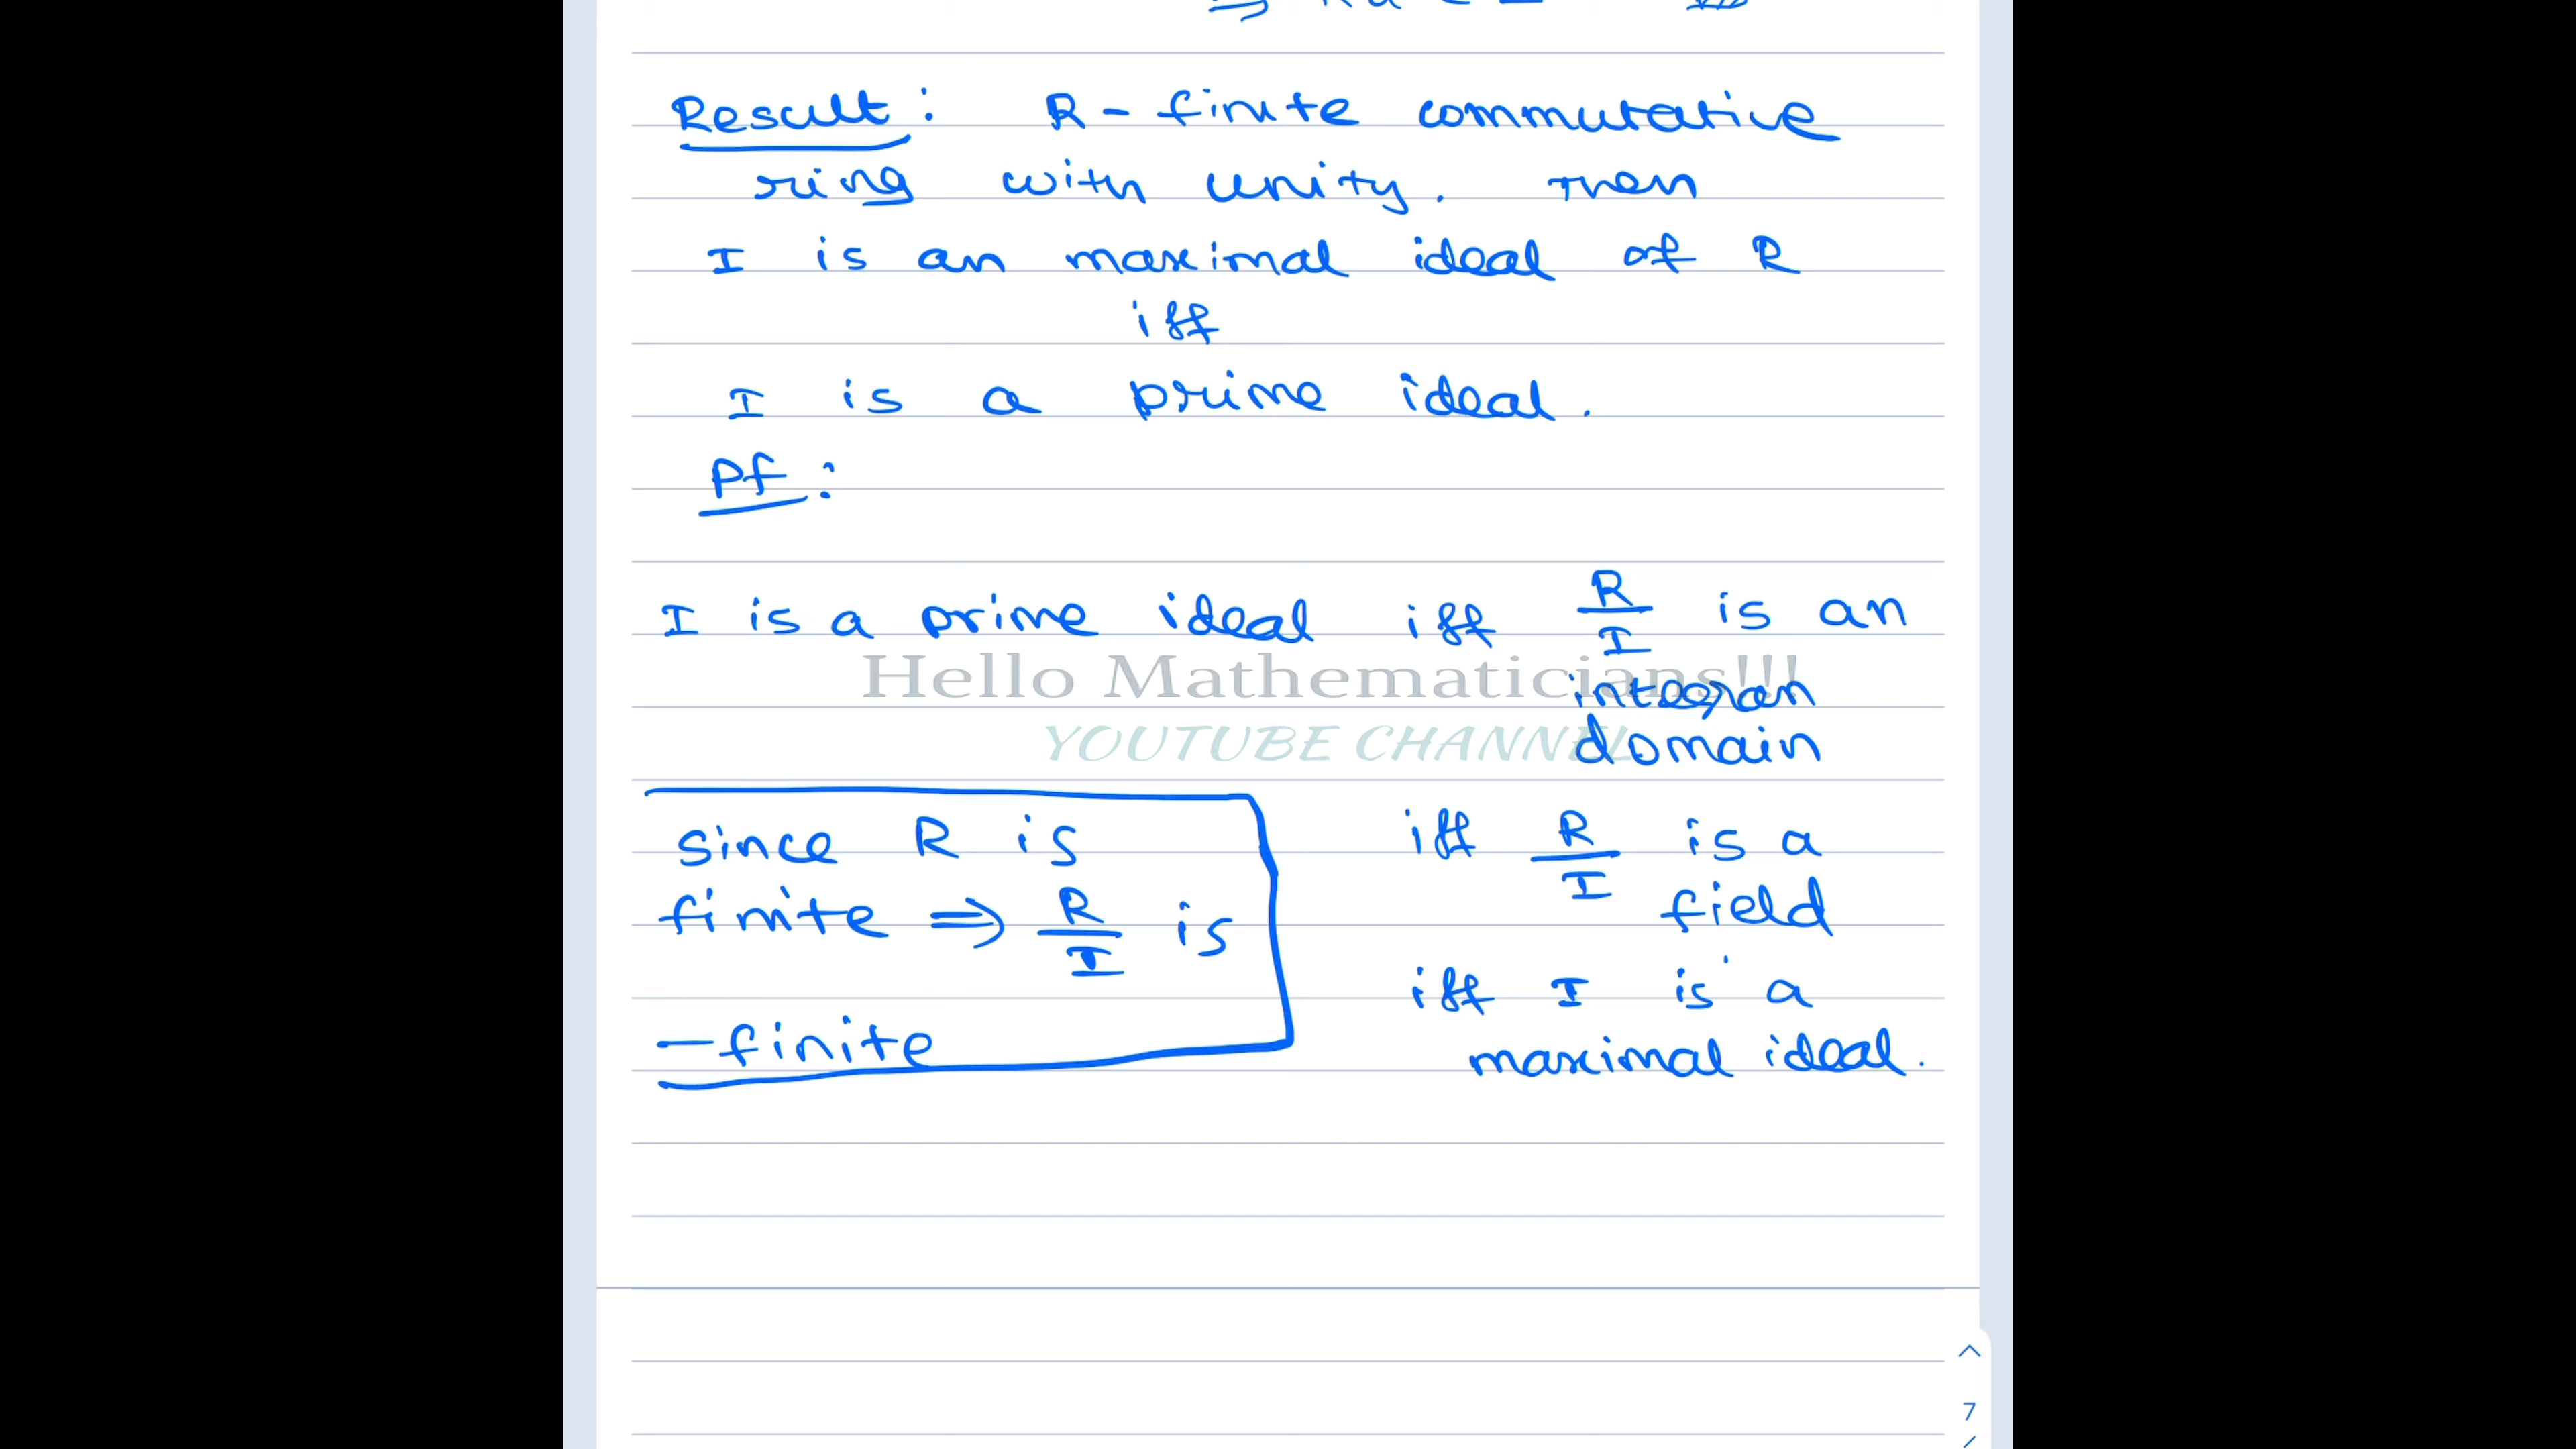 Result: R - finite commutative
ring with unity. Then
I is an maximal ideal of R
iff
I is a prime ideal.
Pf:
I is a prime ideal iff R/I is an
Hello Mathematicians!!!
domain
YOUTUBE CHANNEL
since R is
finite ⇒ R/I is
- finite
iff R/I is a
field
iff I is a
maximal ideal.
7